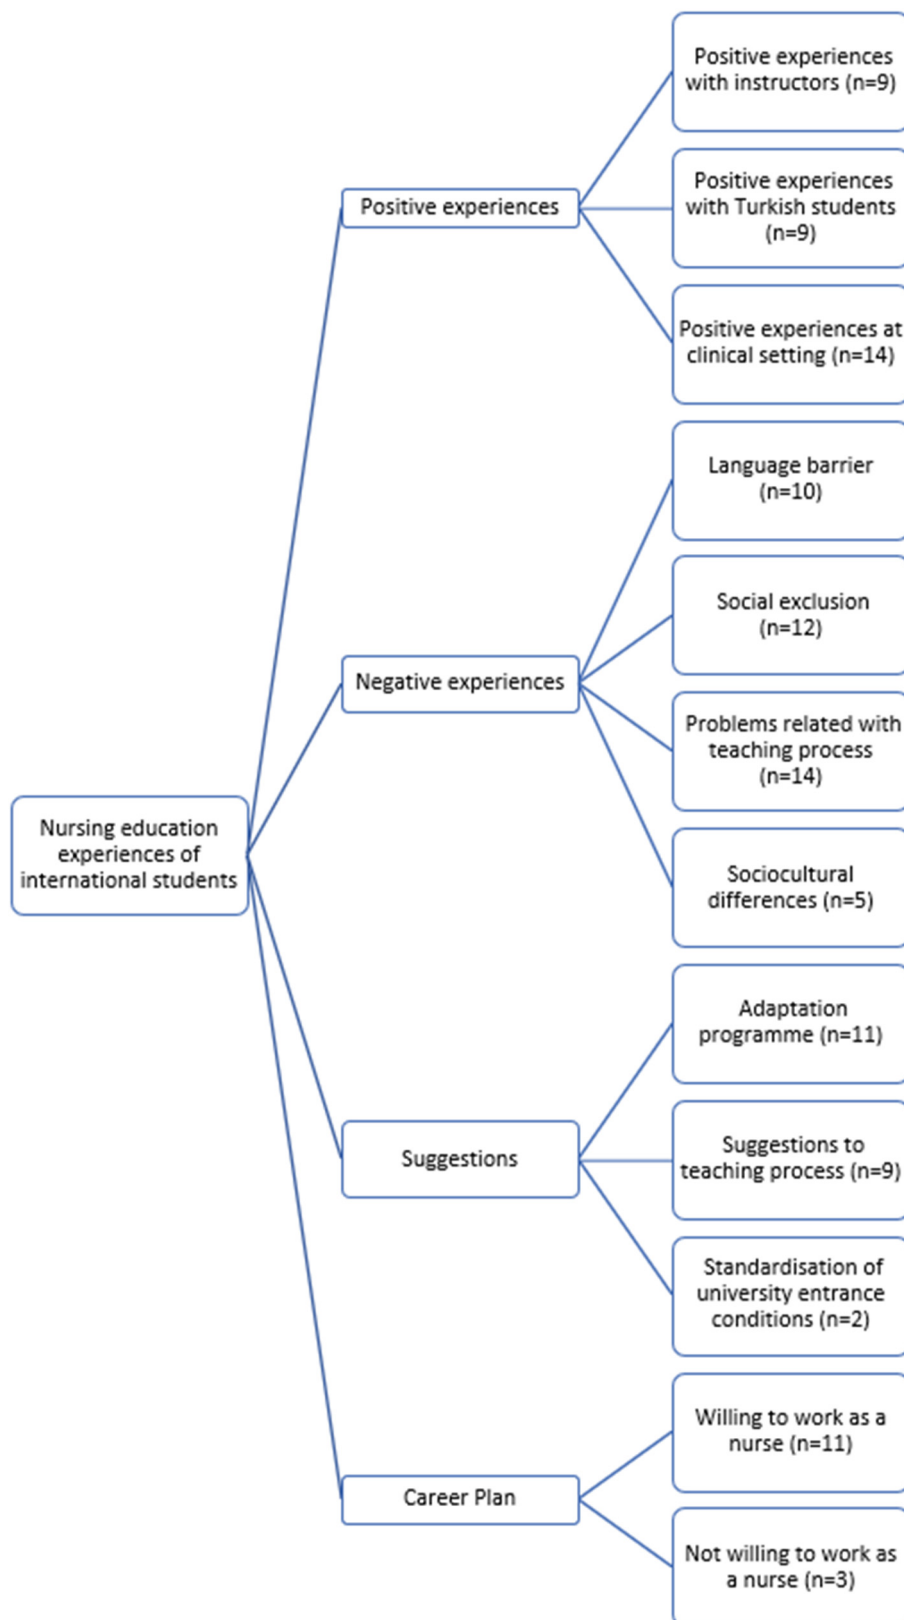 Nursing education
experiences of
international students
Positive experiences
Positive experiences
with instructors (n=9)
Positive experiences
with Turkish students
(n=9)
Positive experiences at
clinical setting (n=14)
Negative experiences
Language barrier
(n=10)
Social exclusion
(n=12)
Problems related with
teaching process
(n=14)
Sociocultural
differences (n=5)
Suggestions
Adaptation
programme (n=11)
Suggestions to
teaching process (n=9)
Standardisation of
university entrance
conditions (n=2)
Career Plan
Willing to work as a
nurse (n=11)
Not willing to work as
a nurse (n=3)